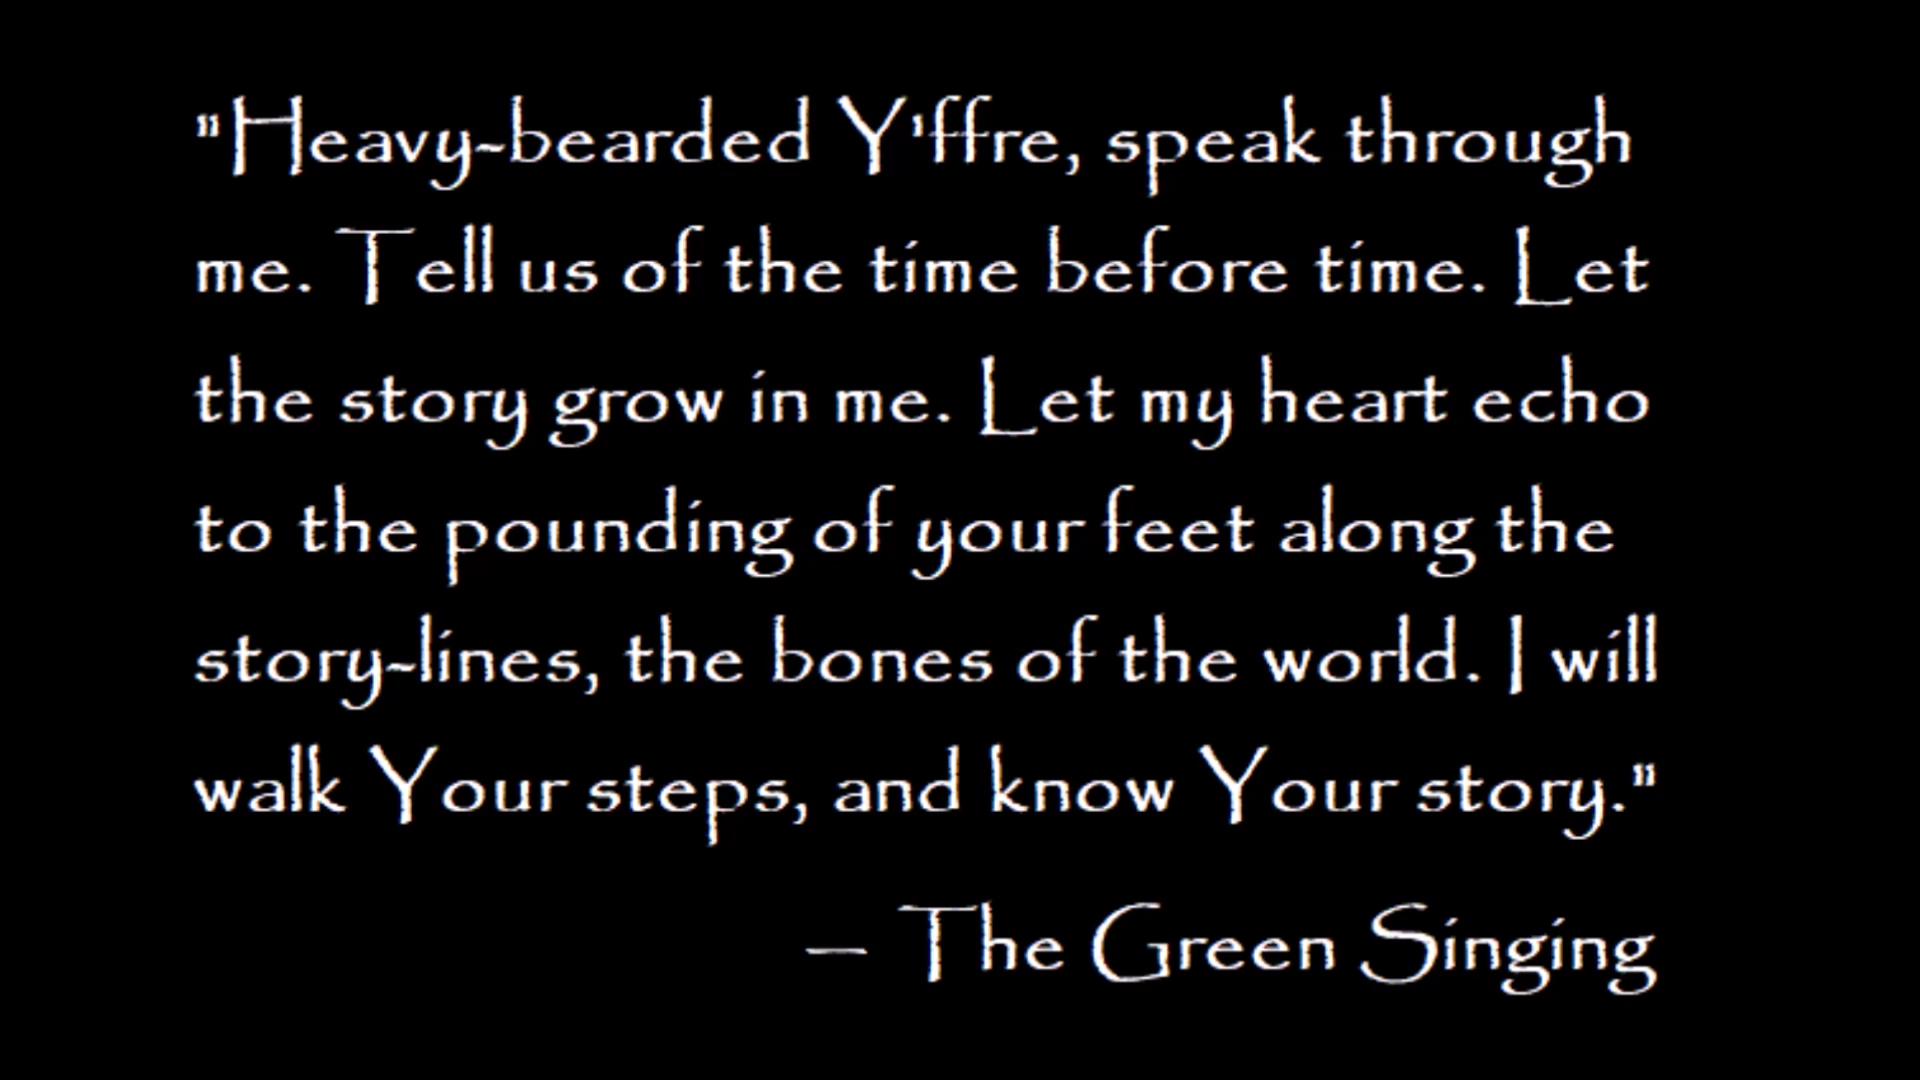 "Heavy-bearded Y'ffre, speak through
me. Tell us of the time before time. Let
the story grow in me. Let my heart echo
to the pounding of your feet along the
story-lines, the bones of the world. I will
walk Your steps, and know Your story."
— The Green Singing